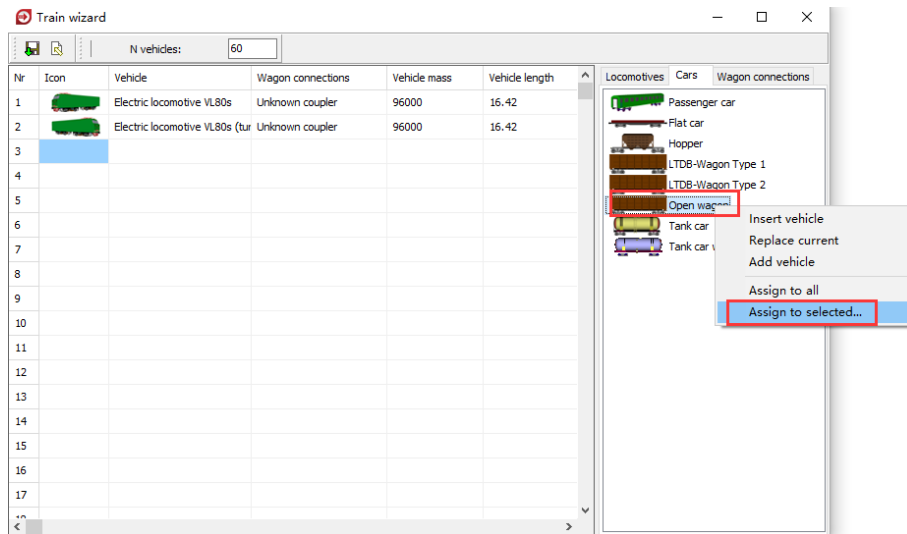 Train wizard
N vehicles: 60
Nr Icon Vehicle Wagon connections Vehicle mass Vehicle length
1 Electric locomotive VL80s Unknown coupler 96000 16.42
2 Electric locomotive VL80s (tur Unknown coupler 96000 16.42
3
4
5
6
7
8
9
10
11
12
13
14
15
16
17
Locomotives Cars Wagon connections
Passenger car
Flat car
Hopper
LTDB-Wagon Type 1
LTDB-Wagon Type 2
Open wagon
Tank car
Tank car
Insert vehicle
Replace current
Add vehicle
Assign to all
Assign to selected...